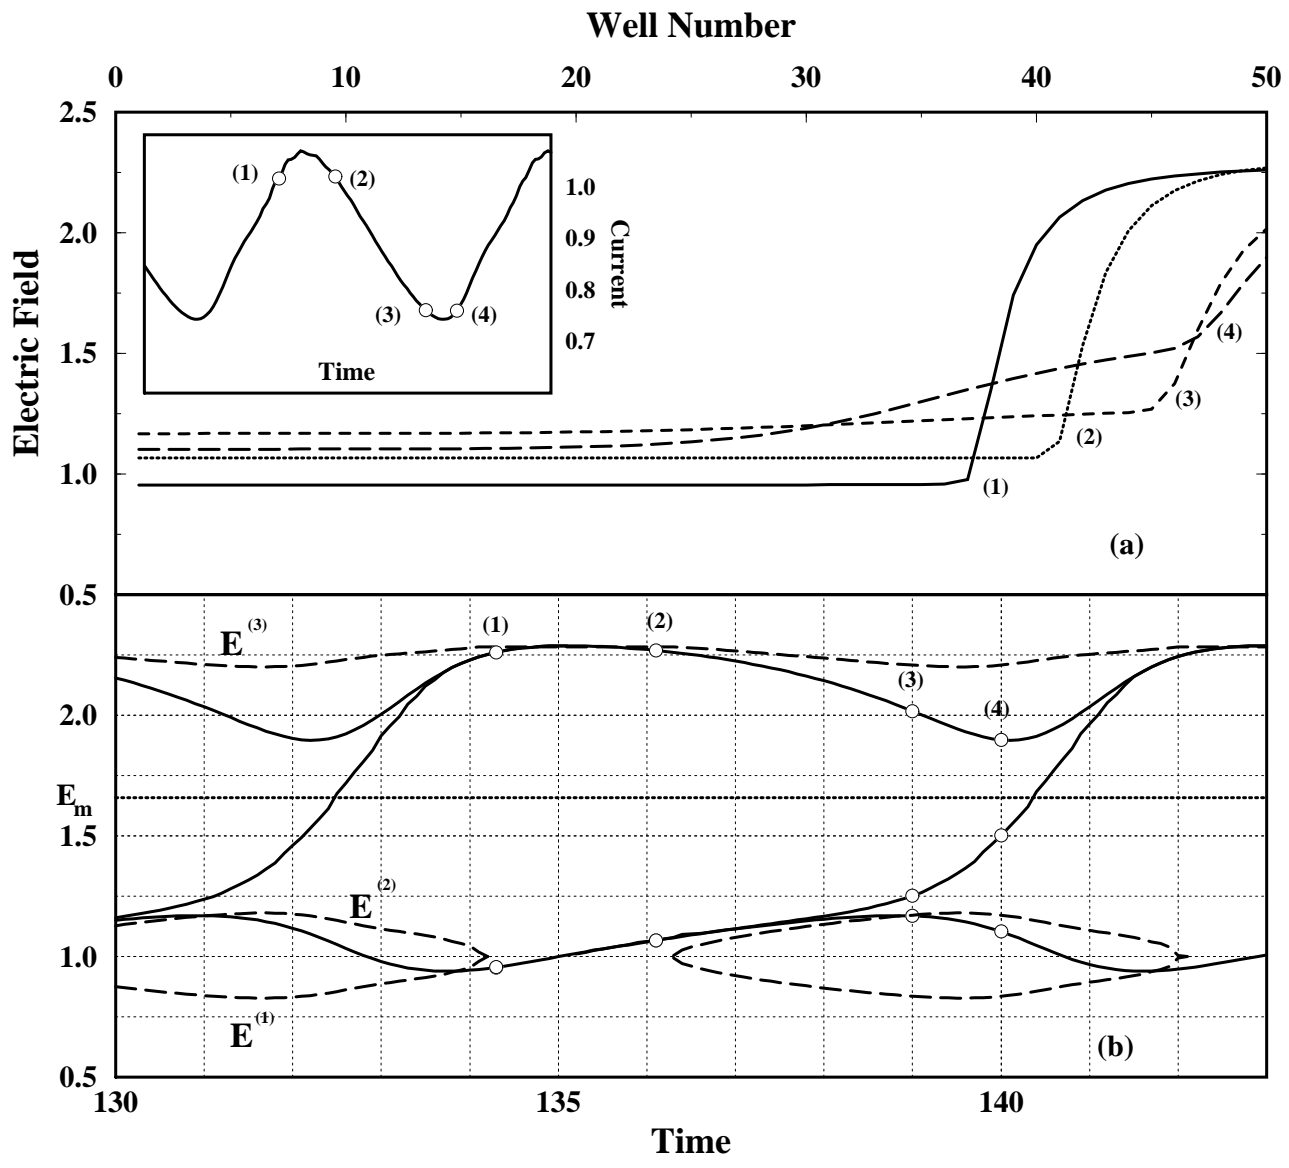 Well Number
0 10 20 30 40 50
2.5
2.0
1.5
1.0
0.5
Electric Field
(1) (2)
(3) (4)
1.0
0.9
0.8
0.7
Current
Time
(4)
(3)
(2)
(1)
(a)
E(3)
(1) (2)
(3)
(4)
2.0
Em
1.5
E(2)
1.0
E(1)
(b)
0.5
130 135 140
Time